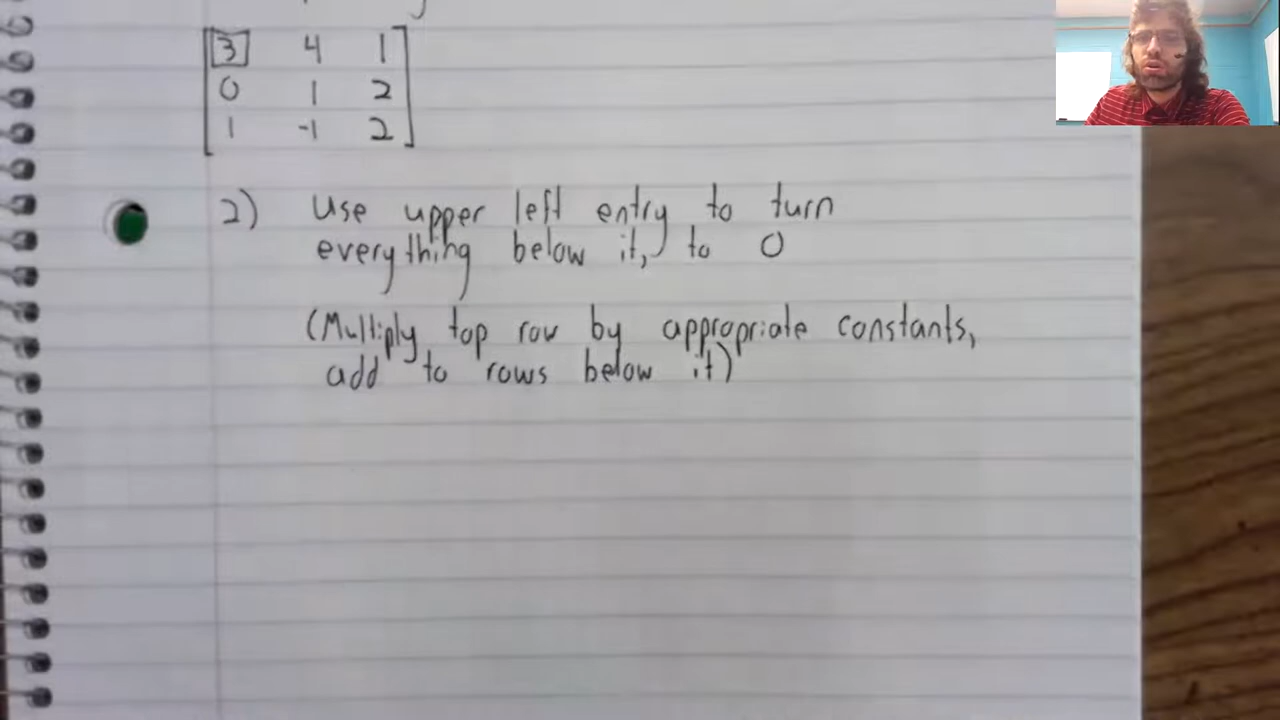 3 4 1
0 1 2
1 -1 2
2) Use upper left entry to turn
everything below it, to 0
(Multiply top row by appropriate constants,
add to rows below it)